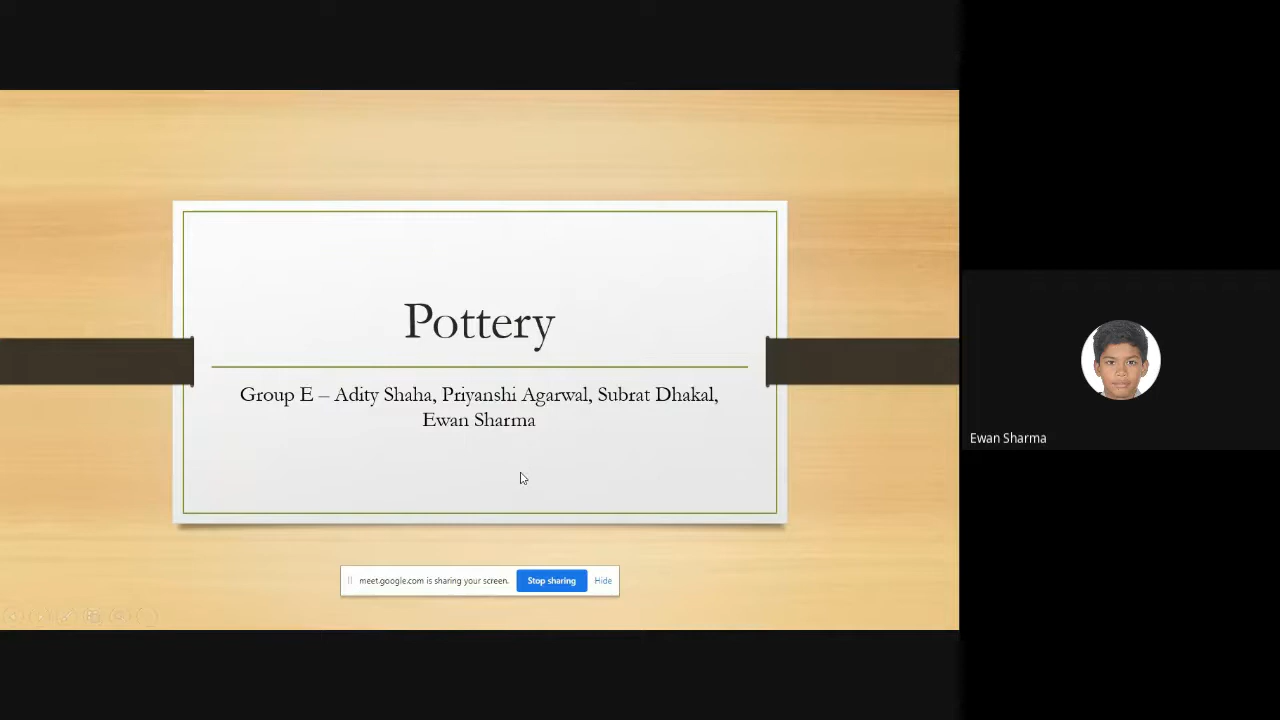 Pottery
Group E – Adity Shaha, Priyanshi Agarwal, Subrat Dhakal,
Ewan Sharma
Ewan Sharma
meet.google.com is sharing your screen. Stop sharing Hide